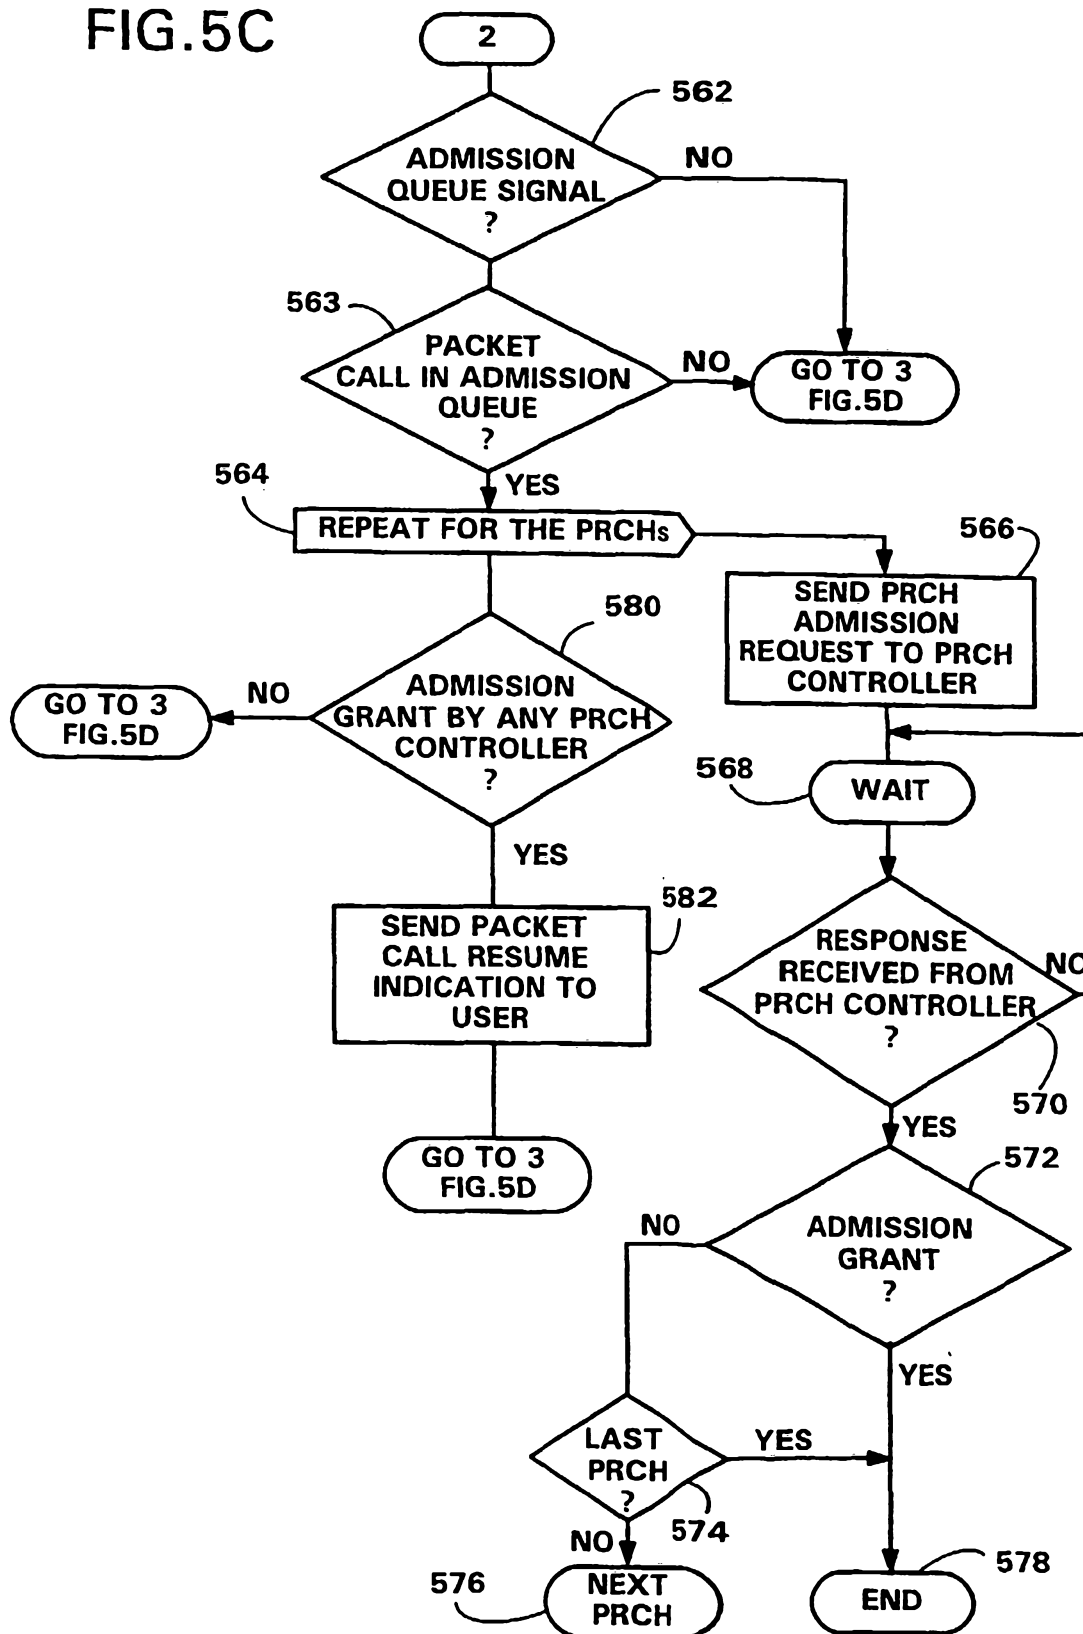 FIG.5C
2
562
ADMISSION
QUEUE SIGNAL
?
NO
563
PACKET
CALL IN ADMISSION
QUEUE
?
NO
GO TO 3
FIG.5D
YES
564
REPEAT FOR THE PRCHs
566
SEND PRCH
ADMISSION
REQUEST TO PRCH
CONTROLLER
580
ADMISSION
GRANT BY ANY PRCH
CONTROLLER
?
NO
GO TO 3
FIG.5D
568
WAIT
YES
582
SEND PACKET
CALL RESUME
INDICATION TO
USER
RESPONSE
RECEIVED FROM
PRCH CONTROLLER
?
NO
570
YES
GO TO 3
FIG.5D
572
ADMISSION
GRANT
?
NO
YES
LAST
PRCH
?
YES
574
NO
576
NEXT
PRCH
578
END